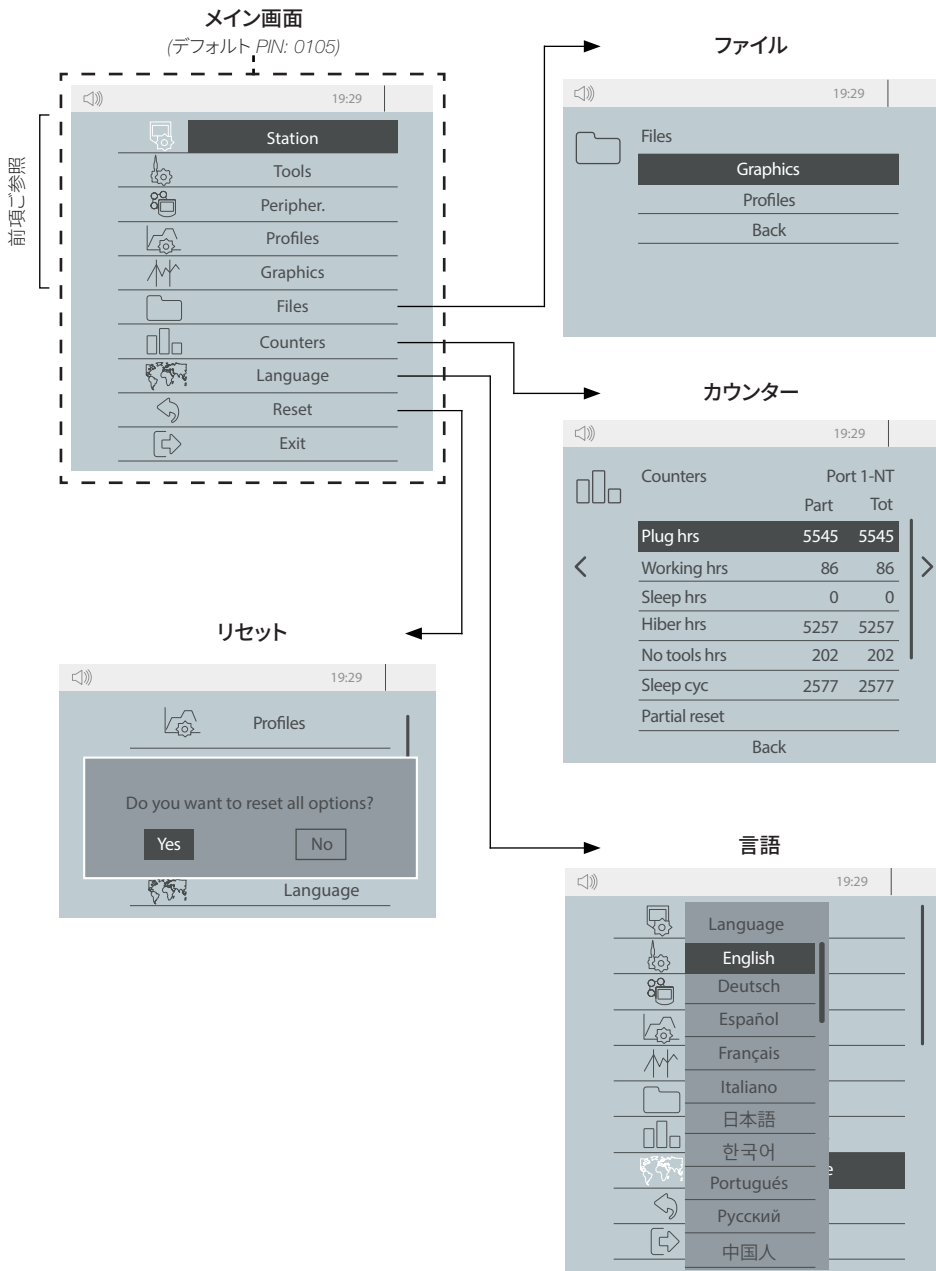 メイン画面
(デフォルト PIN: 0105)
前項ご参照
19:29
Station
Tools
Peripher.
Profiles
Graphics
Files
Counters
Language
Reset
Exit
ファイル
19:29
Files
Graphics
Profiles
Back
カウンター
19:29
Counters Port 1-NT
Part Tot
Plug hrs 5545 5545
Working hrs 86 86
Sleep hrs 0 0
Hiber hrs 5257 5257
No tools hrs 202 202
Sleep cyc 2577 2577
Partial reset
Back
リセット
19:29
Profiles
Do you want to reset all options?
Yes No
Language
言語
19:29
Language
English
Deutsch
Español
Français
Italiano
日本語
한국어
Portugués
Русский
中国人